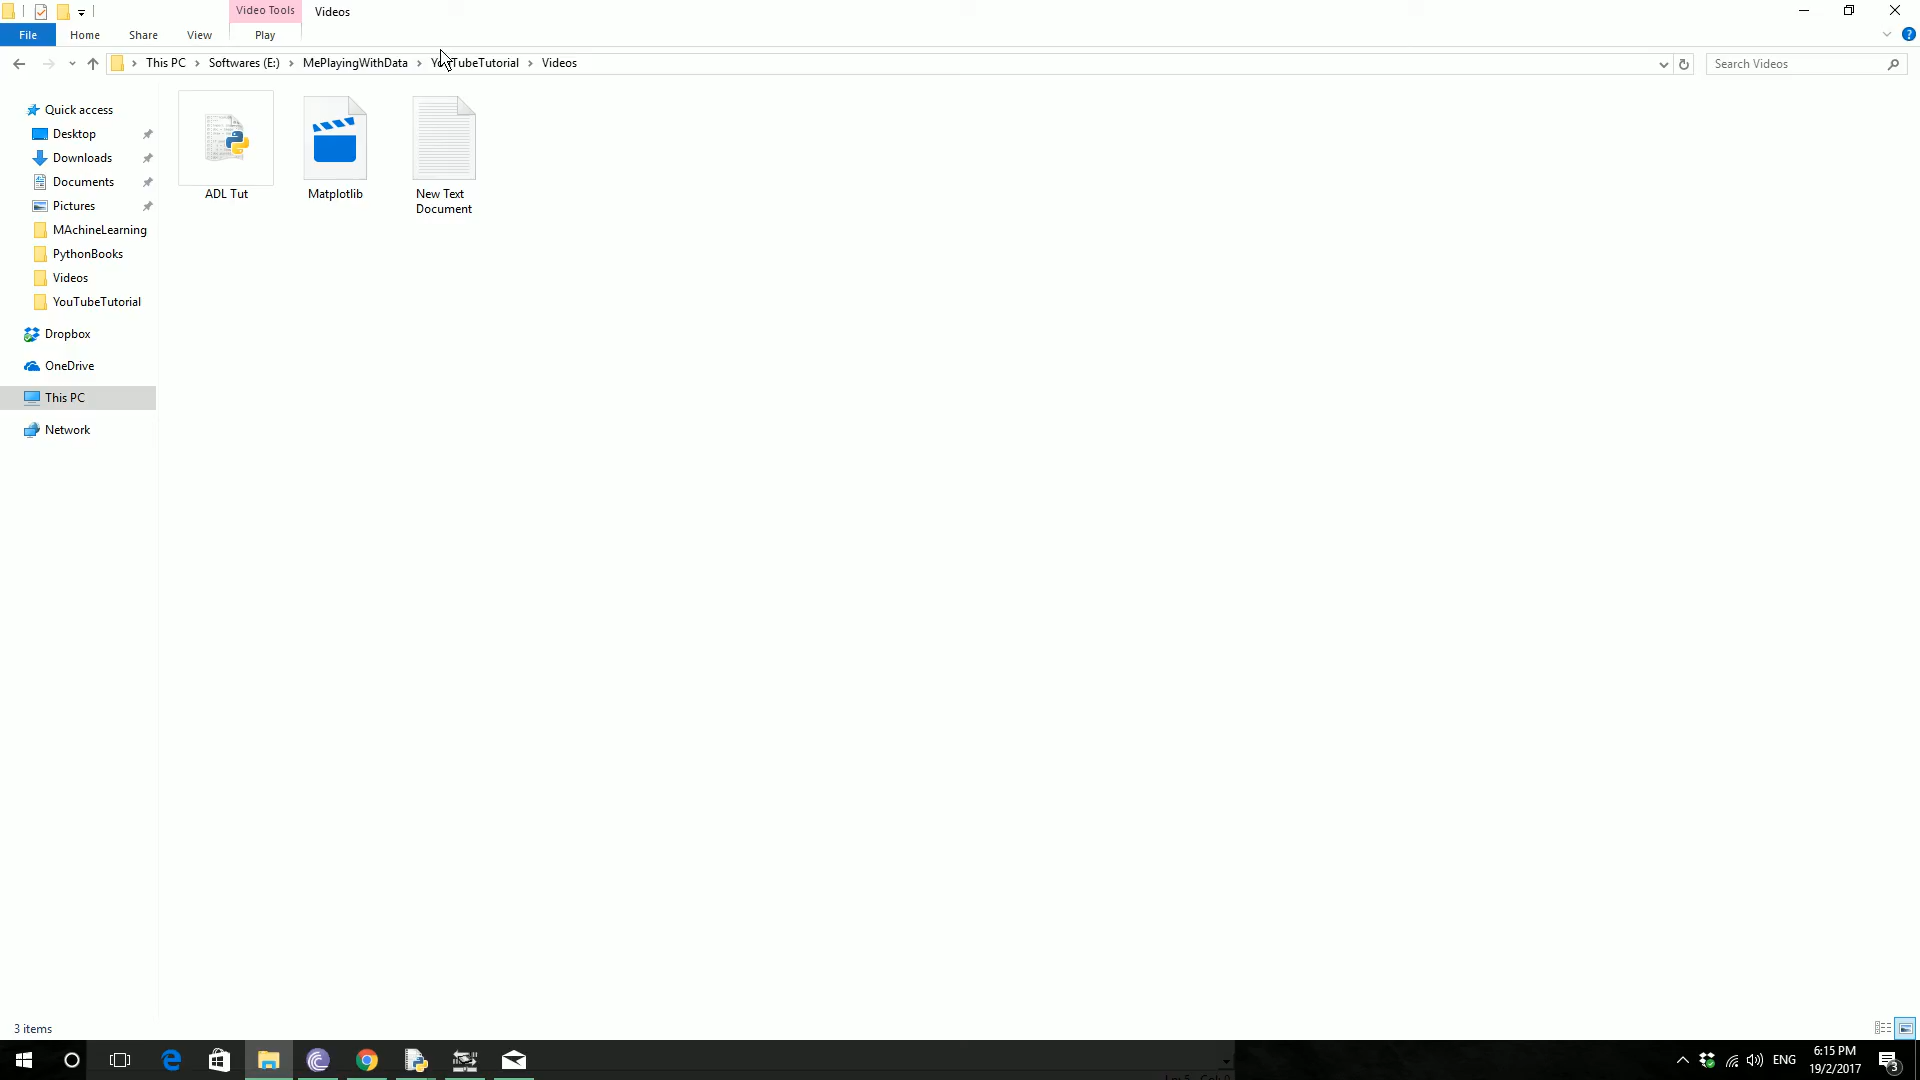 Video Tools
Videos
File
Home
Share
View
Play
This PC
Softwares (E:)
MePlayingWithData
YouTubeTutorial
Videos
Search Videos
Quick access
Desktop
Downloads
Documents
Pictures
MAchineLearning
PythonBooks
Videos
YouTubeTutorial
Dropbox
OneDrive
This PC
Network
ADL Tut
Matplotlib
New Text
Document
3 items
ENG
6:15 PM
19/2/2017
3